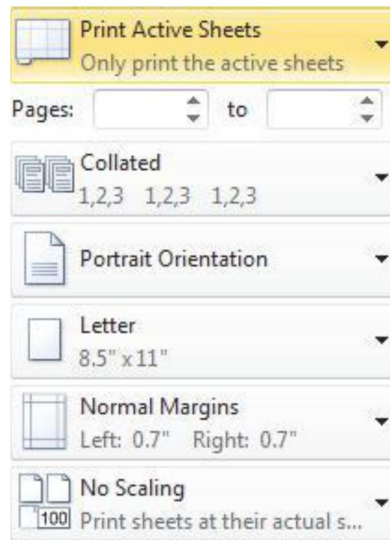 Print Active Sheets
Only print the active sheets
Pages: to
Collated
1,2,3 1,2,3 1,2,3
Portrait Orientation
Letter
8.5" x 11"
Normal Margins
Left: 0.7" Right: 0.7"
No Scaling
100 Print sheets at their actual s...